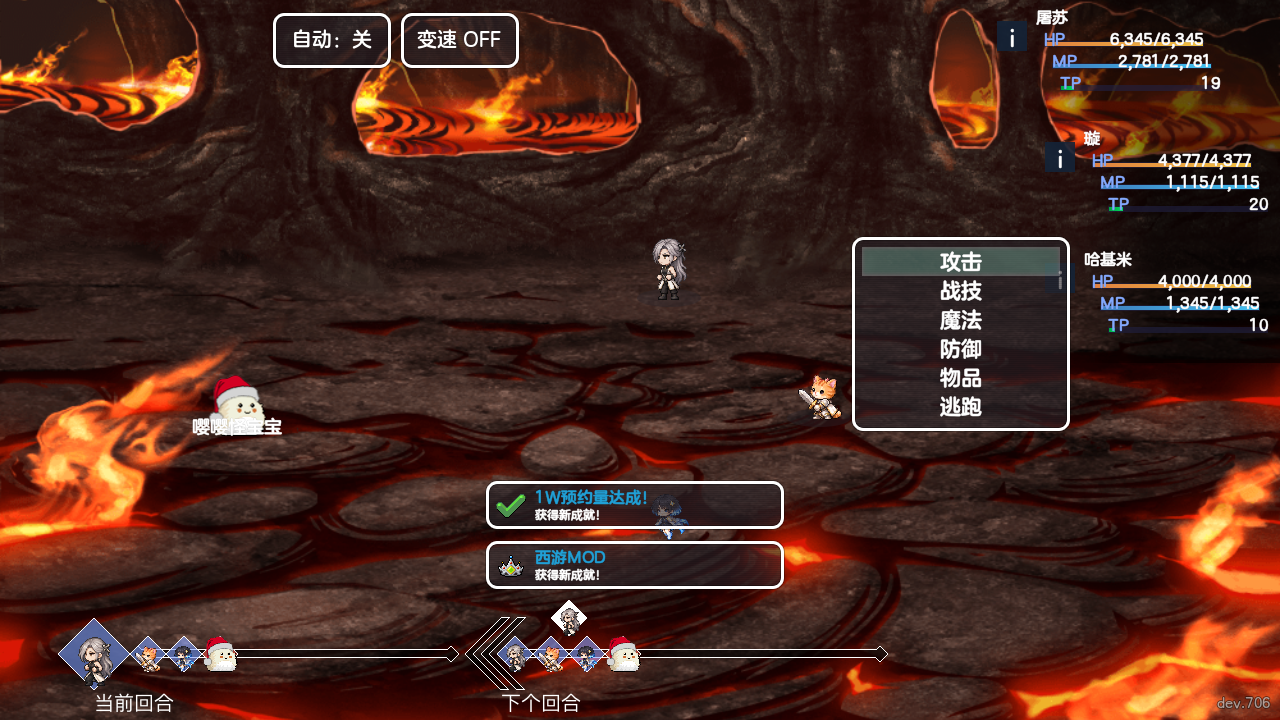 自动：关
变速 OFF
i
屠苏
HP 6,345/6,345
MP 2,781/2,781
TP 19
i
璇
HP 4,377/4,377
MP 1,115/1,115
TP 20
i
哈基米
HP 4,000/4,000
MP 1,345/1,345
TP 10
攻击
战技
魔法
防御
物品
逃跑
嘤嘤怪宝宝
1W预约量达成！
获得新成就！
西游MOD
获得新成就！
当前回合
下个回合
dev.706